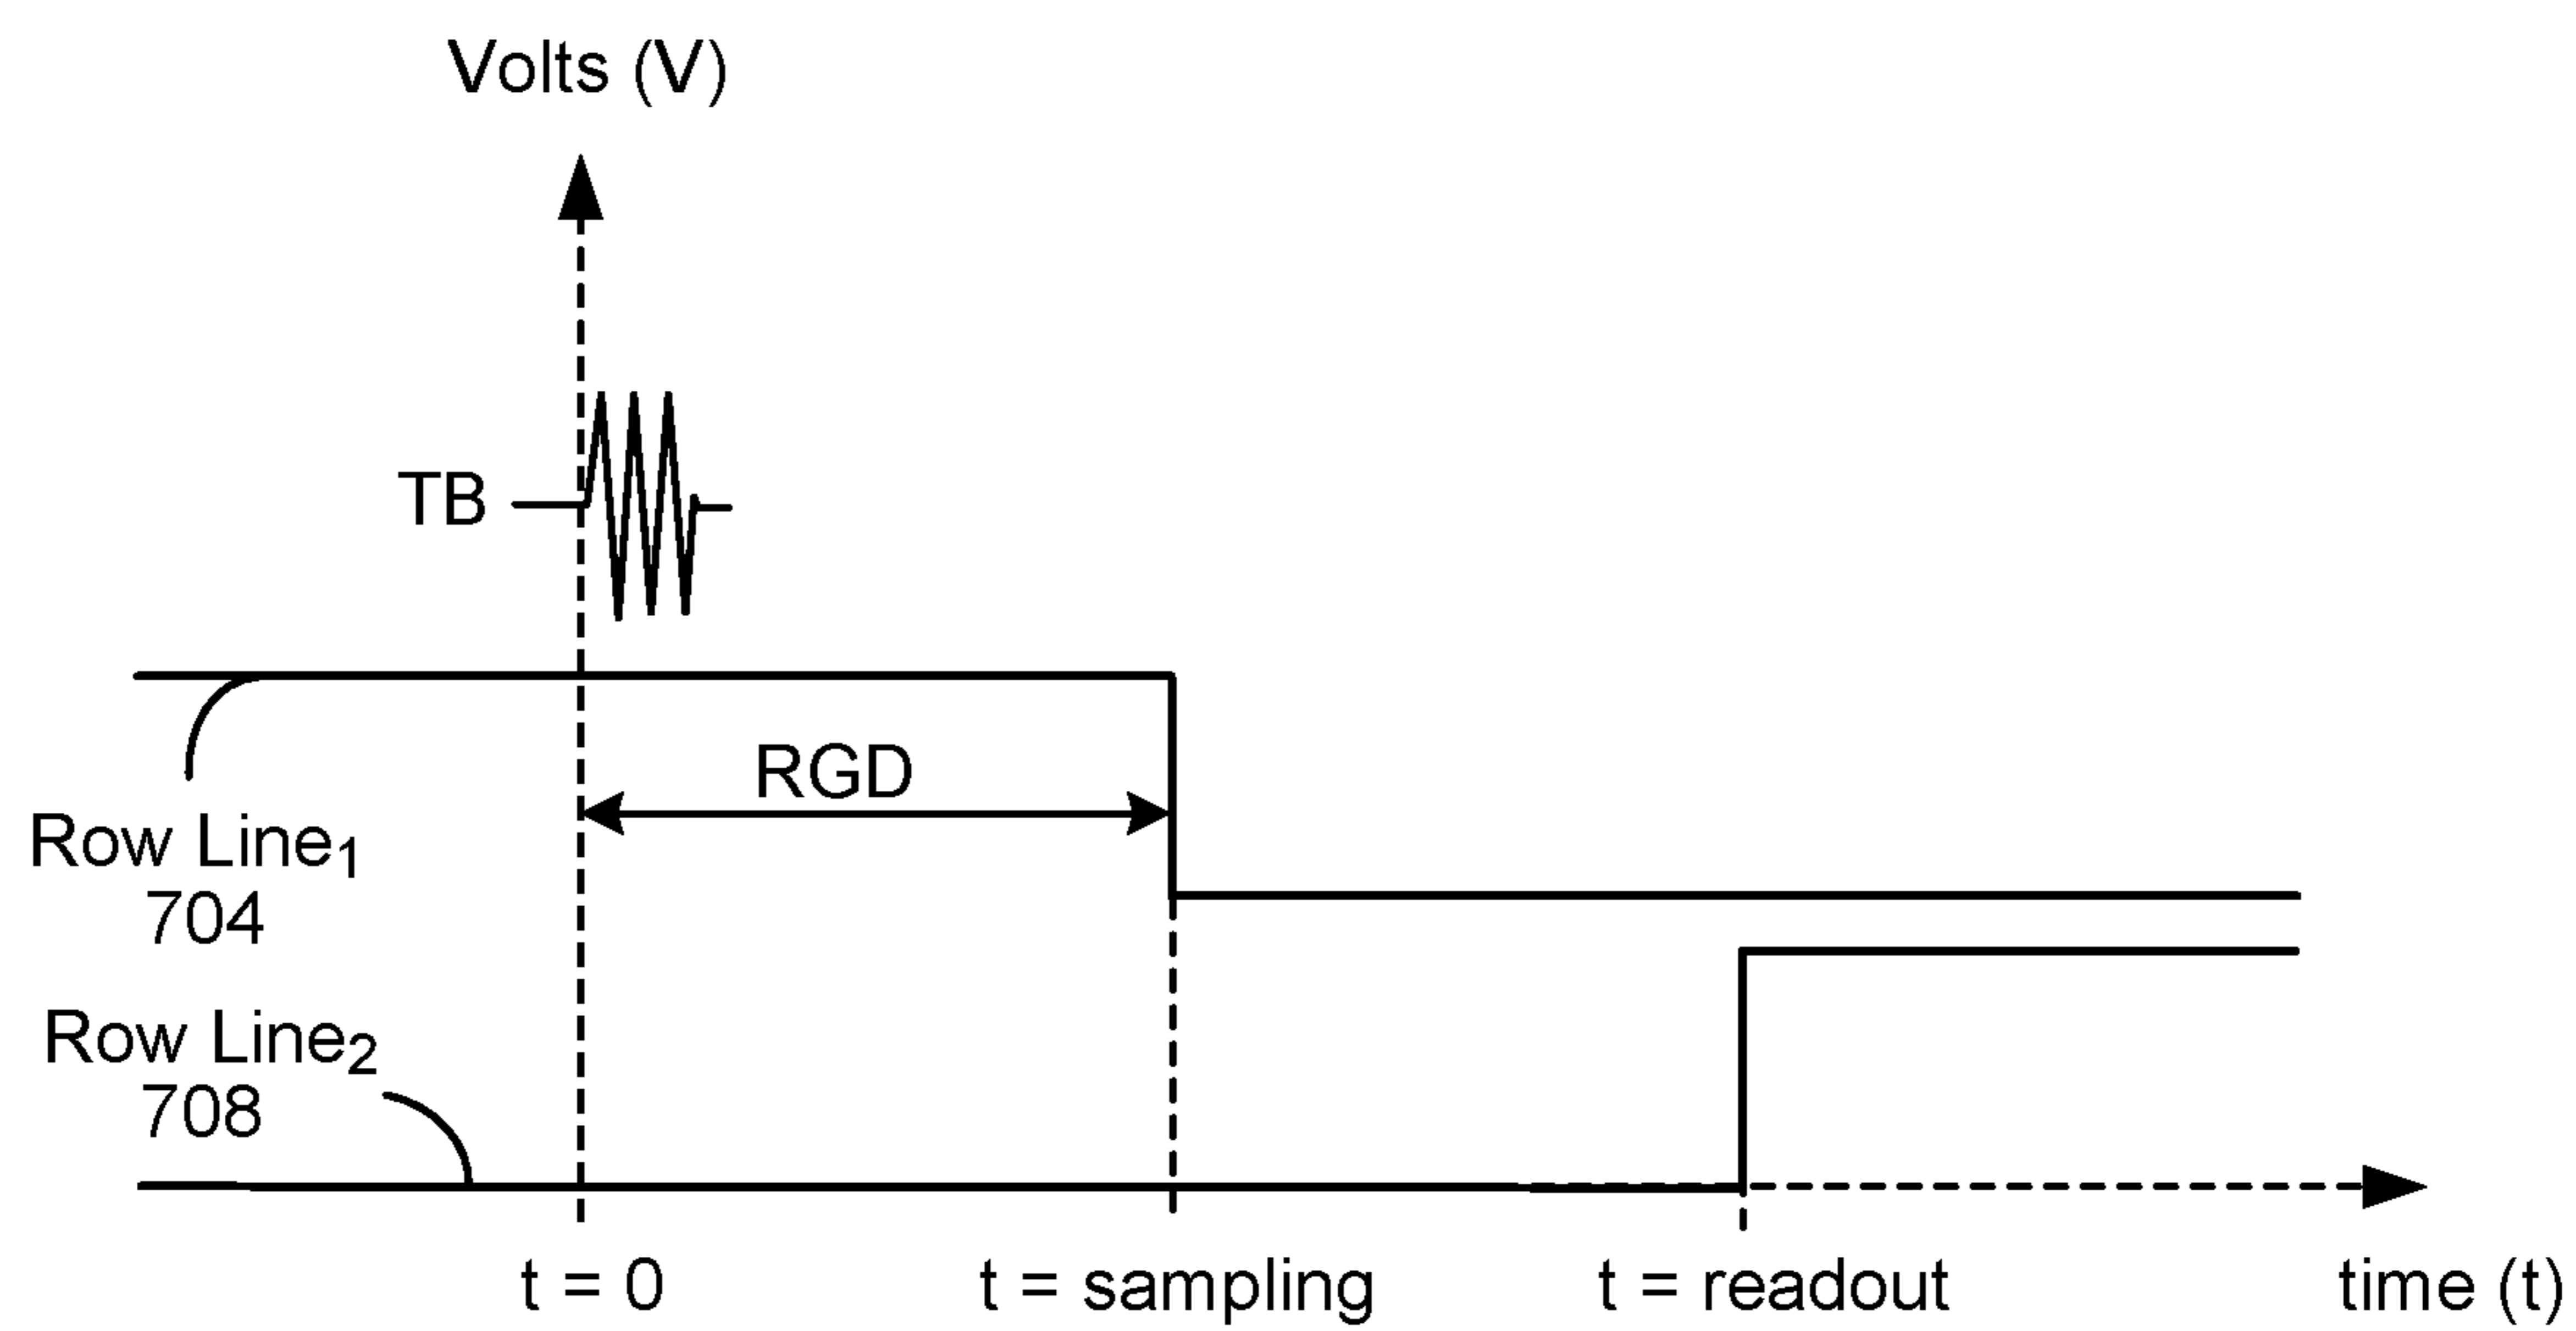 Volts (V)
TB
RGD
Row Line₁
704
Row Line₂
708
t = 0
t = sampling
t = readout
time (t)